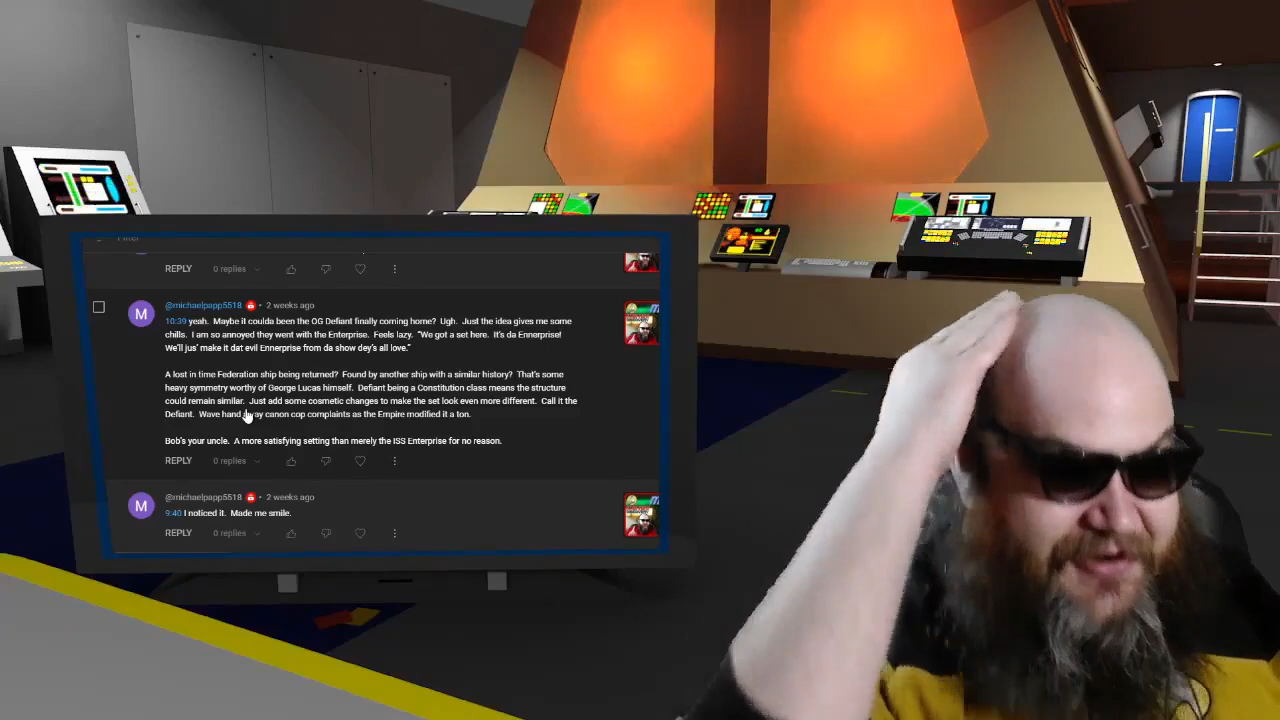 Filter
REPLY 0 replies
@michaelpapp5518 • 2 weeks ago
10:39 yeah. Maybe it coulda been the OG Defiant finally coming home? Ugh. Just the idea gives me some
chills. I am so annoyed they went with the Enterprise. Feels lazy. "We got a set here. It's da Ennerprise!
We'll jus' make it dat evil Ennerprise from da show dey's all love."
A lost in time Federation ship being returned? Found by another ship with a similar history? That's some
heavy symmetry worthy of George Lucas himself. Defiant being a Constitution class means the structure
could remain similar. Just add some cosmetic changes to make the set look even more different. Call it the
Defiant. Wave hand away canon cop complaints as the Empire modified it a ton.
Bob's your uncle. A more satisfying setting than merely the ISS Enterprise for no reason.
REPLY 0 replies
M
@michaelpapp5518 • 2 weeks ago
9:40 I noticed it. Made me smile.
REPLY 0 replies
M